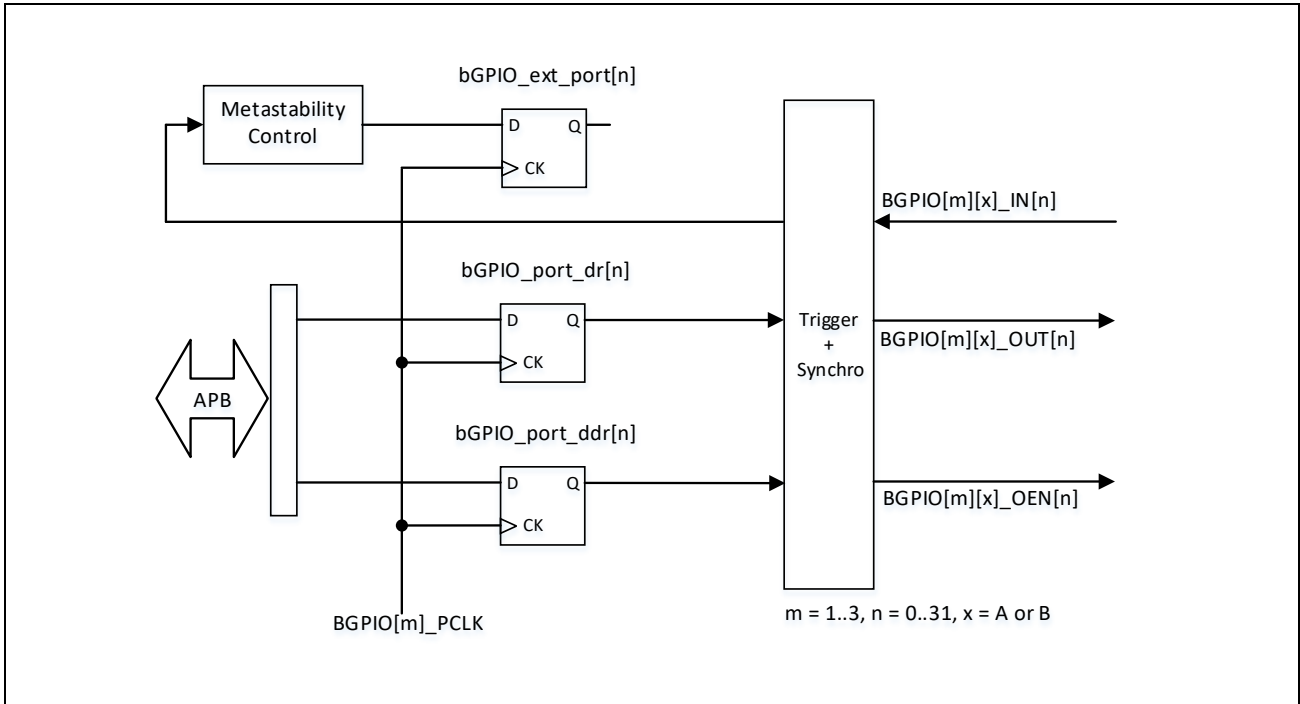 bGPIO_ext_port[n]
Metastability
Control
D
Q
CK
BGPIO[m][x]_IN[n]
bGPIO_port_dr[n]
D
Q
CK
Trigger
+
Synchro
BGPIO[m][x]_OUT[n]
APB
bGPIO_port_ddr[n]
D
Q
CK
BGPIO[m][x]_OEN[n]
BGPIO[m]_PCLK
m = 1..3, n = 0..31, x = A or B